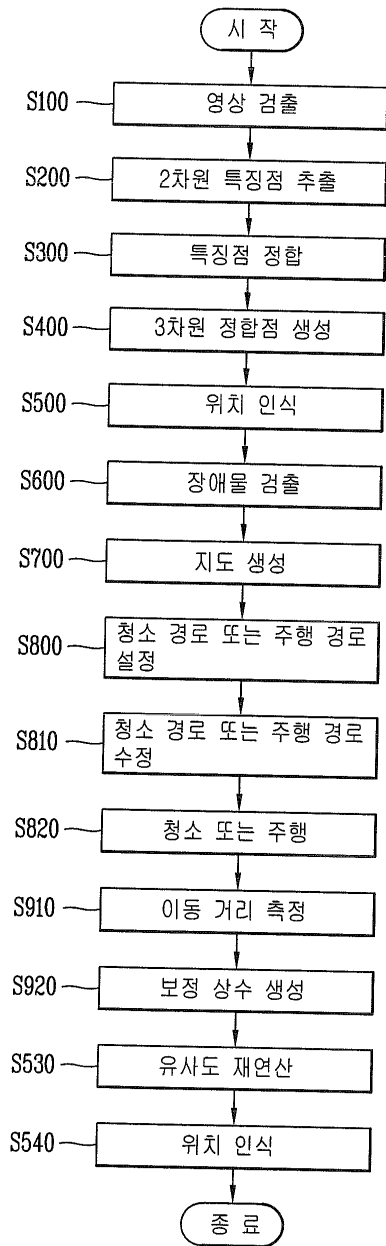 시 작
S100
영상 검출
S200
2차원 특징점 추출
S300
특징점 정합
S400
3차원 정합점 생성
S500
위치 인식
S600
장애물 검출
S700
지도 생성
S800
청소 경로 또는 주행 경로
설정
S810
청소 경로 또는 주행 경로
수정
S820
청소 또는 주행
S910
이동 거리 측정
S920
보정 상수 생성
S530
유사도 재연산
S540
위치 인식
종 료